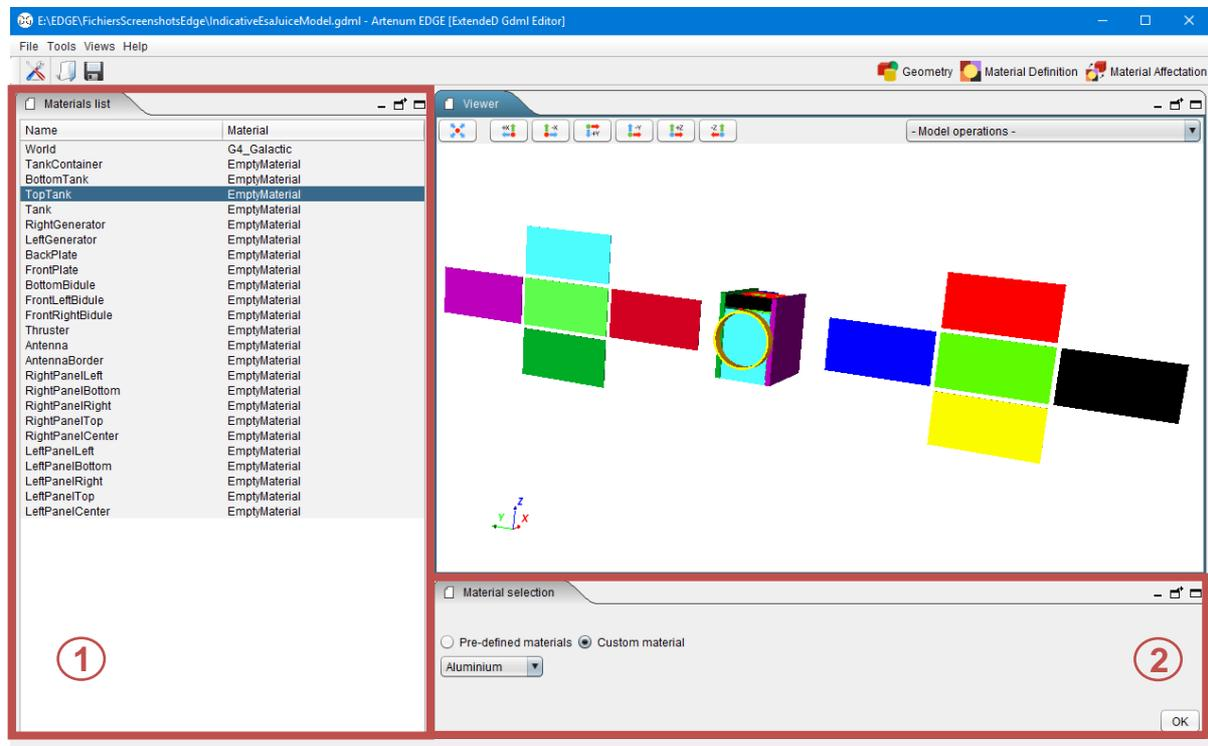 E:\EDGE\FichiersScreenshotsEdge\IndicativeEsaJuiceModel.gdml - Artenum EDGE [ExtendeD Gdml Editor]
File Tools Views Help
Geometry Material Definition Material Affectation
Materials list
Name Material
World G4_Galactic
TankContainer EmptyMaterial
BottomTank EmptyMaterial
TopTank EmptyMaterial
Tank EmptyMaterial
RightGenerator EmptyMaterial
LeftGenerator EmptyMaterial
BackPlate EmptyMaterial
FrontPlate EmptyMaterial
BottomBidule EmptyMaterial
FrontLeftBidule EmptyMaterial
FrontRightBidule EmptyMaterial
Thruster EmptyMaterial
Antenna EmptyMaterial
AntennaBorder EmptyMaterial
RightPanelLeft EmptyMaterial
RightPanelBottom EmptyMaterial
RightPanelRight EmptyMaterial
RightPanelTop EmptyMaterial
RightPanelCenter EmptyMaterial
LeftPanelLeft EmptyMaterial
LeftPanelBottom EmptyMaterial
LeftPanelRight EmptyMaterial
LeftPanelTop EmptyMaterial
LeftPanelCenter EmptyMaterial
1
Viewer
+X -X +Y -Y +Z -Z
- Model operations -
Z
Y X
Material selection
Pre-defined materials Custom material
Aluminium
2
OK